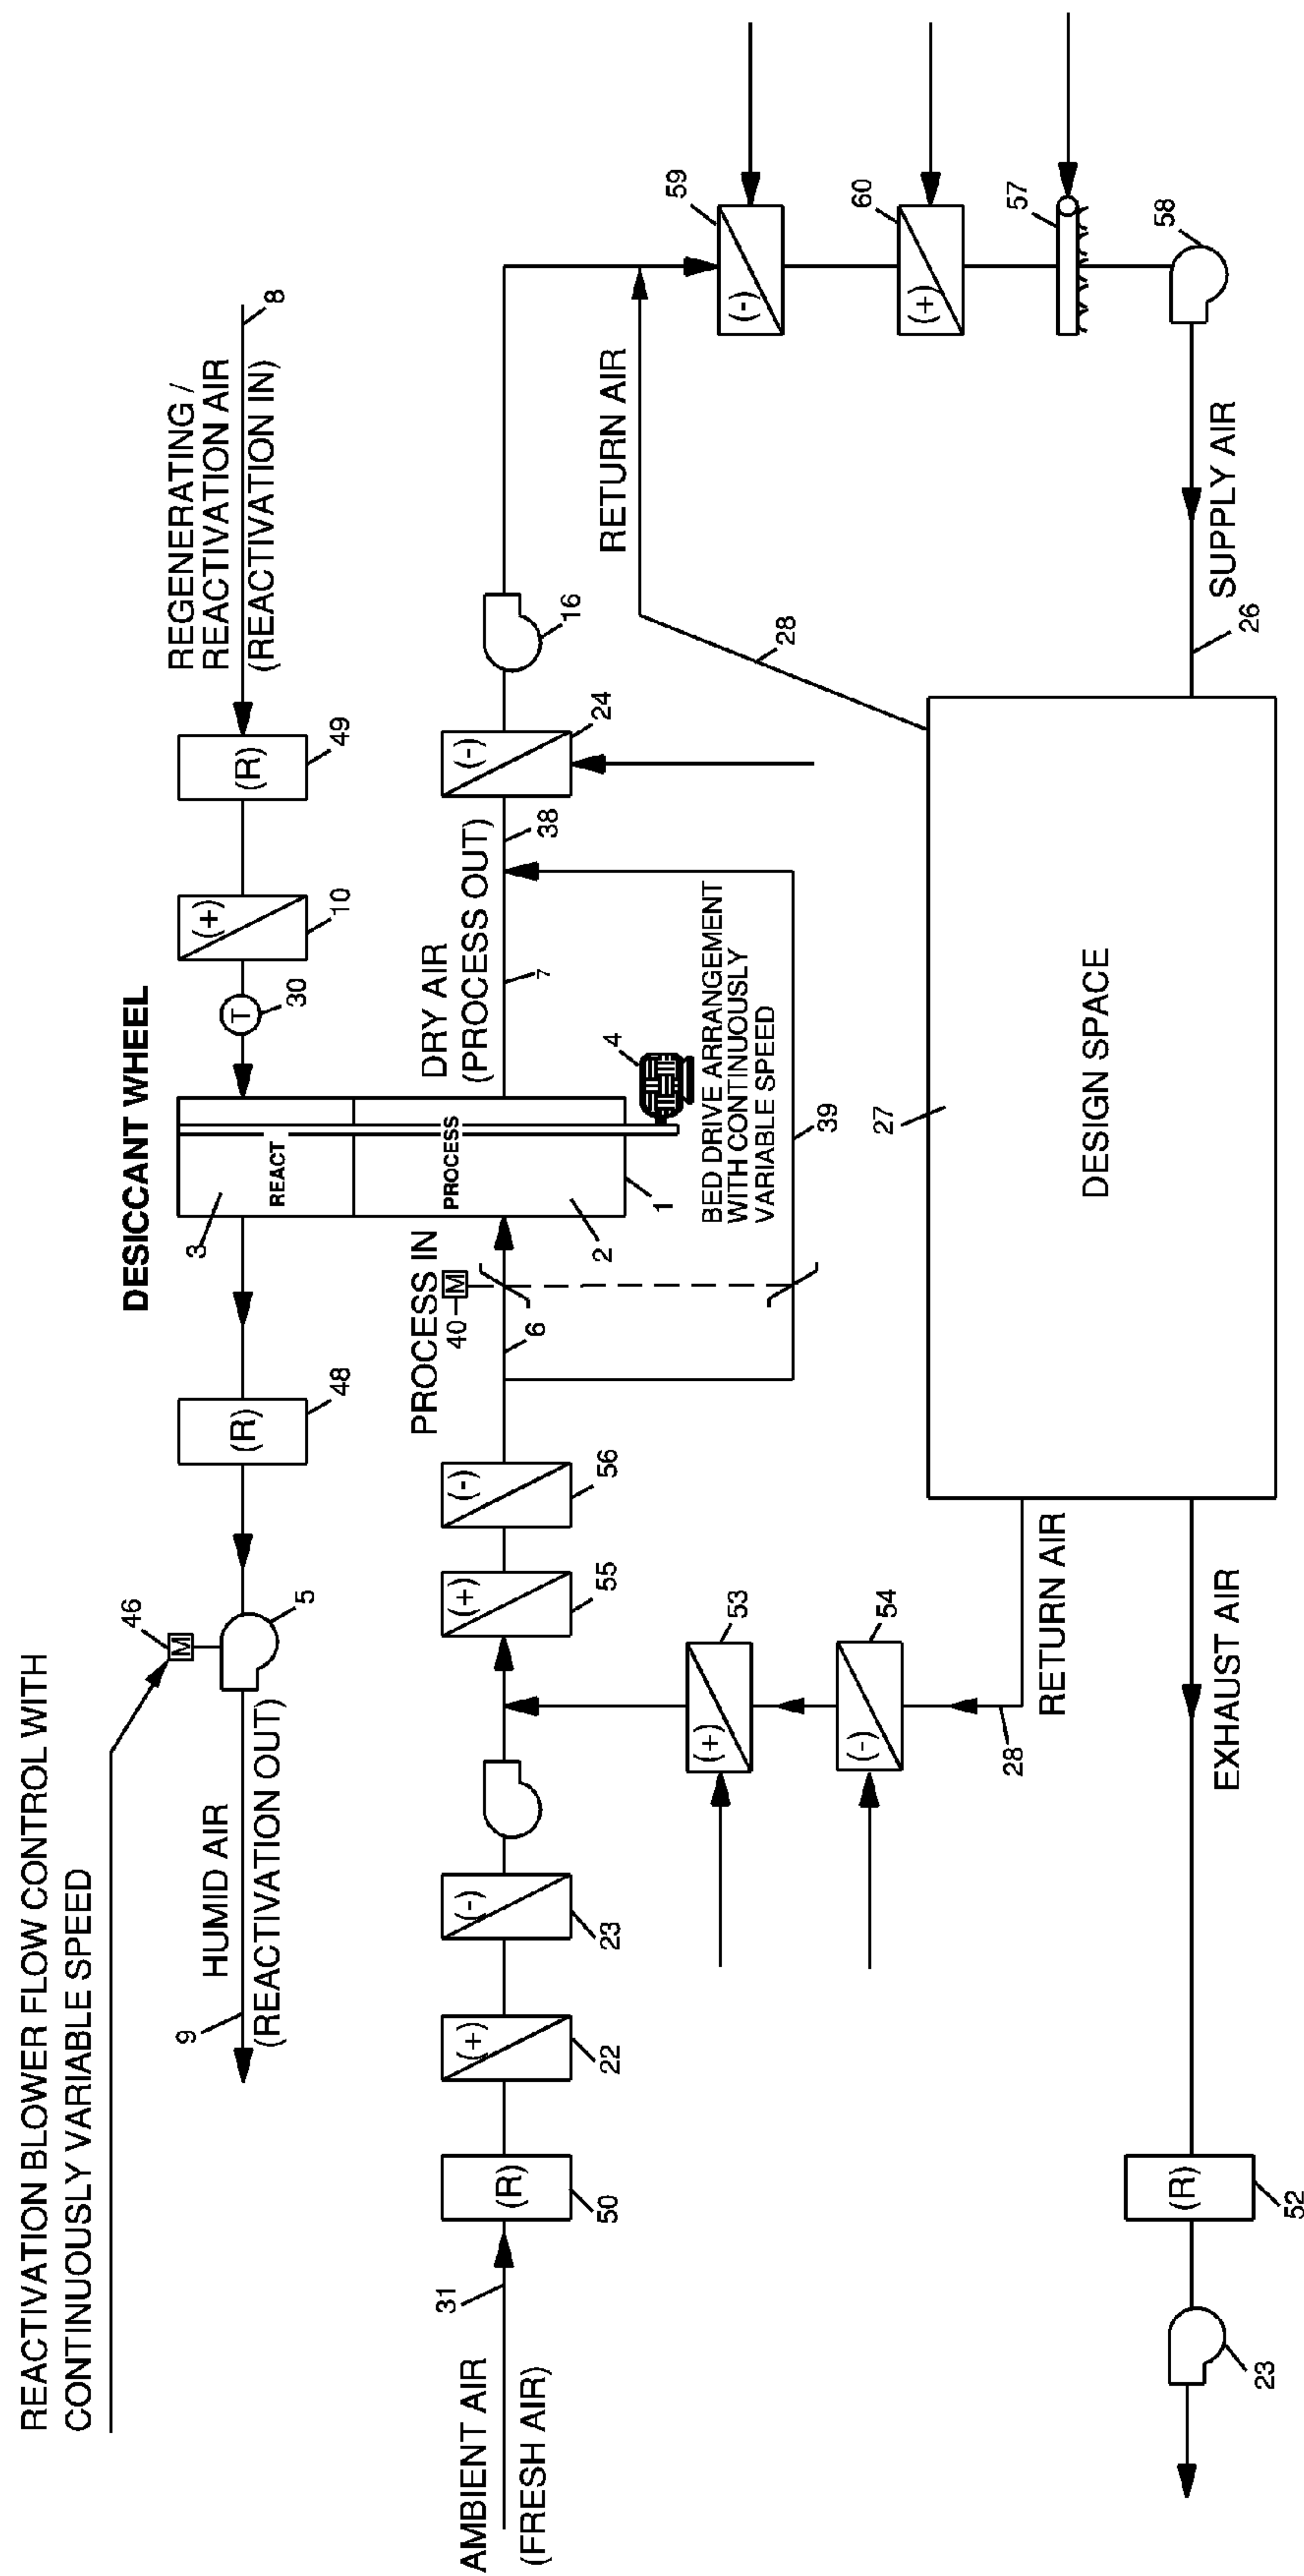 REACTIVATION BLOWER FLOW CONTROL WITH
CONTINUOUSLY VARIABLE SPEED
46
M
5
9
HUMID AIR
(REACTIVATION OUT)
(R)
48
DESICCANT WHEEL
3
REACT
PROCESS
2
1
T
30
(+)
10
(R)
49
REGENERATING /
REACTIVATION AIR
(REACTIVATION IN)
8
AMBIENT AIR
(FRESH AIR)
31
(R)
50
(+)
22
(-)
23
(+)
55
(-)
56
PROCESS IN
40
M
6
4
BED DRIVE ARRANGEMENT
WITH CONTINUOUSLY
VARIABLE SPEED
39
DRY AIR
(PROCESS OUT)
7
38
(-)
24
16
RETURN AIR
28
(-)
59
(+)
60
57
58
SUPPLY AIR
26
(+)
53
(-)
54
28
RETURN AIR
27
DESIGN SPACE
EXHAUST AIR
(R)
52
23